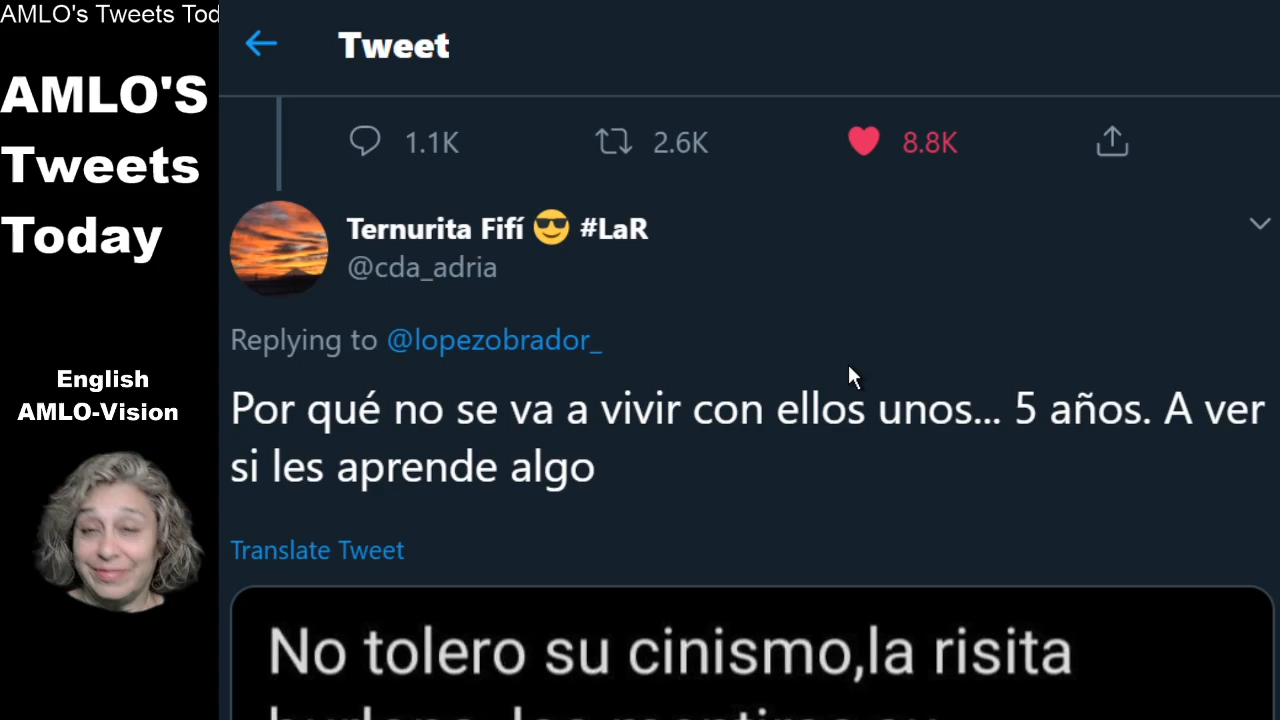 AMLO's Tweets Tod
AMLO'S
Tweets
Today
English
AMLO-Vision
Tweet
1.1K 2.6K 8.8K
Ternurita Fifí 😎 #LaR
@cda_adria
Replying to @lopezobrador_
Por qué no se va a vivir con ellos unos... 5 años. A ver
si les aprende algo
Translate Tweet
No tolero su cinismo,la risita